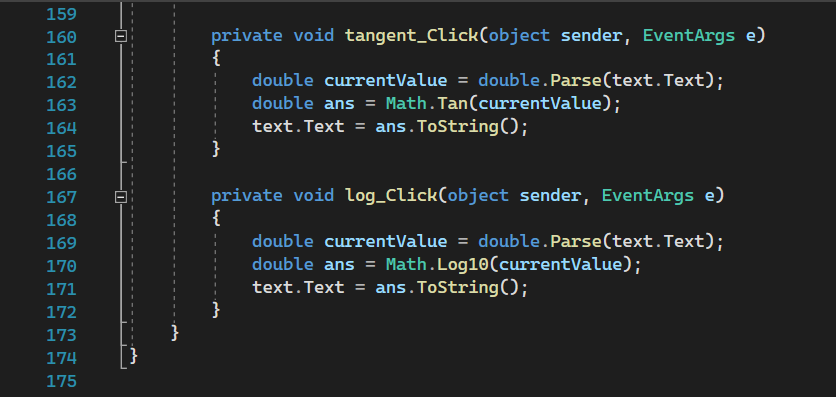 159
160 private void tangent_Click(object sender, EventArgs e)
161 {
162 double currentValue = double.Parse(text.Text);
163 double ans = Math.Tan(currentValue);
164 text.Text = ans.ToString();
165 }
166
167 private void log_Click(object sender, EventArgs e)
168 {
169 double currentValue = double.Parse(text.Text);
170 double ans = Math.Log10(currentValue);
171 text.Text = ans.ToString();
172 }
173 }
174 }
175